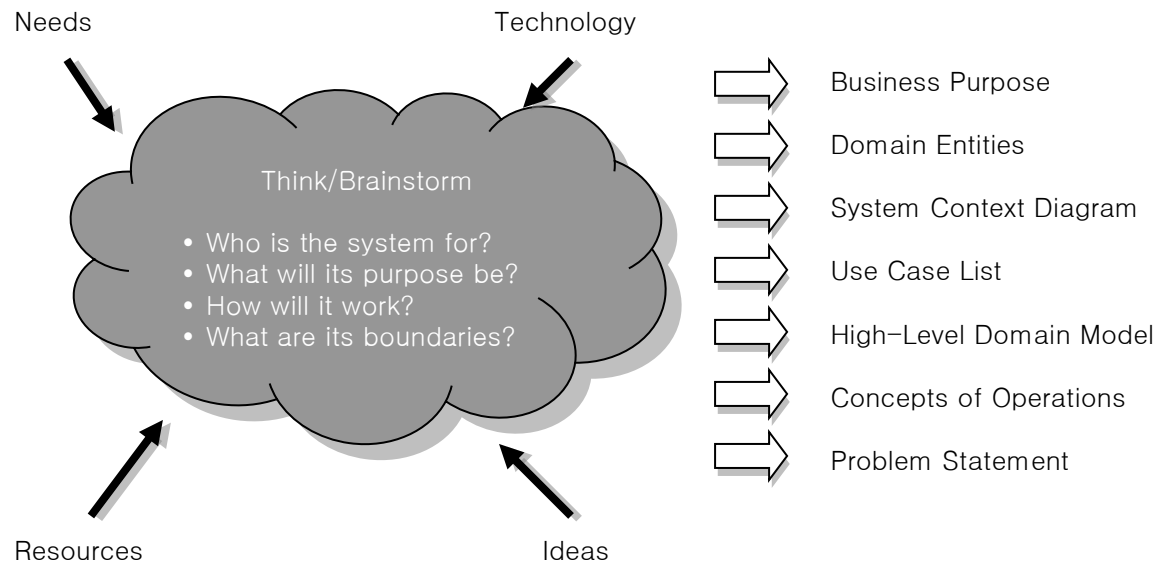 Needs
Technology
Think/Brainstorm
• Who is the system for?
• What will its purpose be?
• How will it work?
• What are its boundaries?
Resources
Ideas
Business Purpose
Domain Entities
System Context Diagram
Use Case List
High-Level Domain Model
Concepts of Operations
Problem Statement